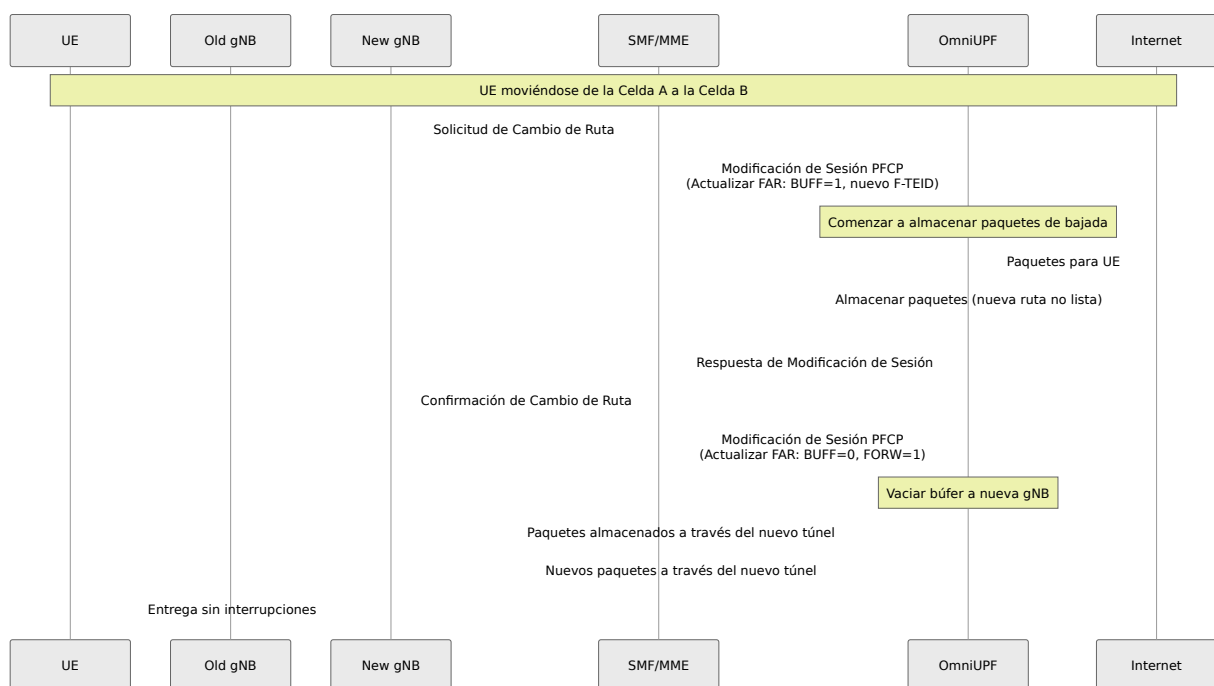 UE
Old gNB
New gNB
SMF/MME
OmniUPF
Internet
UE moviéndose de la Celda A a la Celda B
Solicitud de Cambio de Ruta
Modificación de Sesión PFCP
(Actualizar FAR: BUFF=1, nuevo F-TEID)
Comenzar a almacenar paquetes de bajada
Paquetes para UE
Almacenar paquetes (nueva ruta no lista)
Respuesta de Modificación de Sesión
Confirmación de Cambio de Ruta
Modificación de Sesión PFCP
(Actualizar FAR: BUFF=0, FORW=1)
Vaciar búfer a nueva gNB
Paquetes almacenados a través del nuevo túnel
Nuevos paquetes a través del nuevo túnel
Entrega sin interrupciones
UE
Old gNB
New gNB
SMF/MME
OmniUPF
Internet